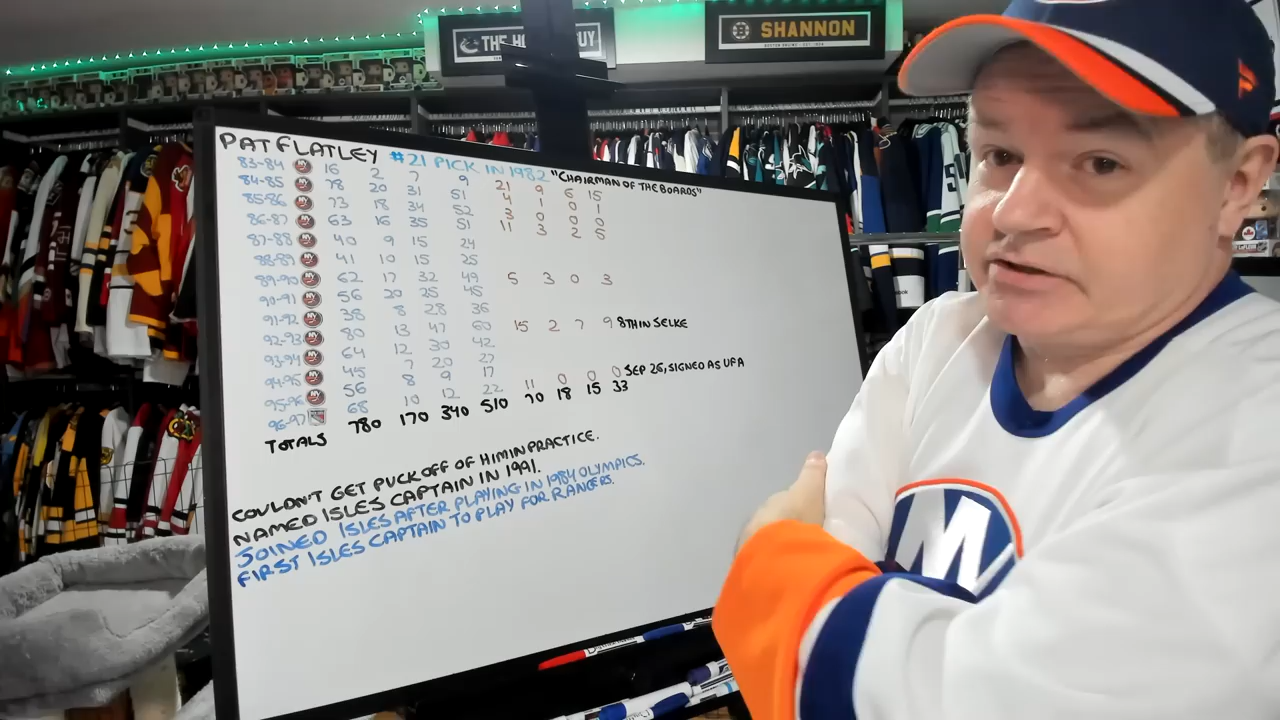 THE HO GUY
SHANNON
PAT FLATLEY #21 PICK IN 1982 "CHAIRMAN OF THE BOARDS"
83-84 16 2 7 9 21 9 6 15
84-85 78 20 31 51 4 1 0 1
85-86 73 18 34 52 3 0 0 0
86-87 63 16 35 51 11 3 2 5
87-88 40 9 15 24
88-89 41 10 15 25
89-90 62 17 32 49 5 3 0 3
90-91 56 20 25 45
91-92 38 8 28 36
92-93 80 13 47 60 15 2 7 9 8TH IN SELKE
93-94 64 12 30 42
94-95 45 7 20 27
95-96 56 8 9 17
96-97 68 10 12 22 11 0 0 0 SEP 26, SIGNED AS UFA
TOTALS 780 170 340 510 70 18 15 33
COULDN'T GET PUCK OFF OF HIM IN PRACTICE.
NAMED ISLES CAPTAIN IN 1991.
JOINED ISLES AFTER PLAYING IN 1984 OLYMPICS.
FIRST ISLES CAPTAIN TO PLAY FOR RANGERS.